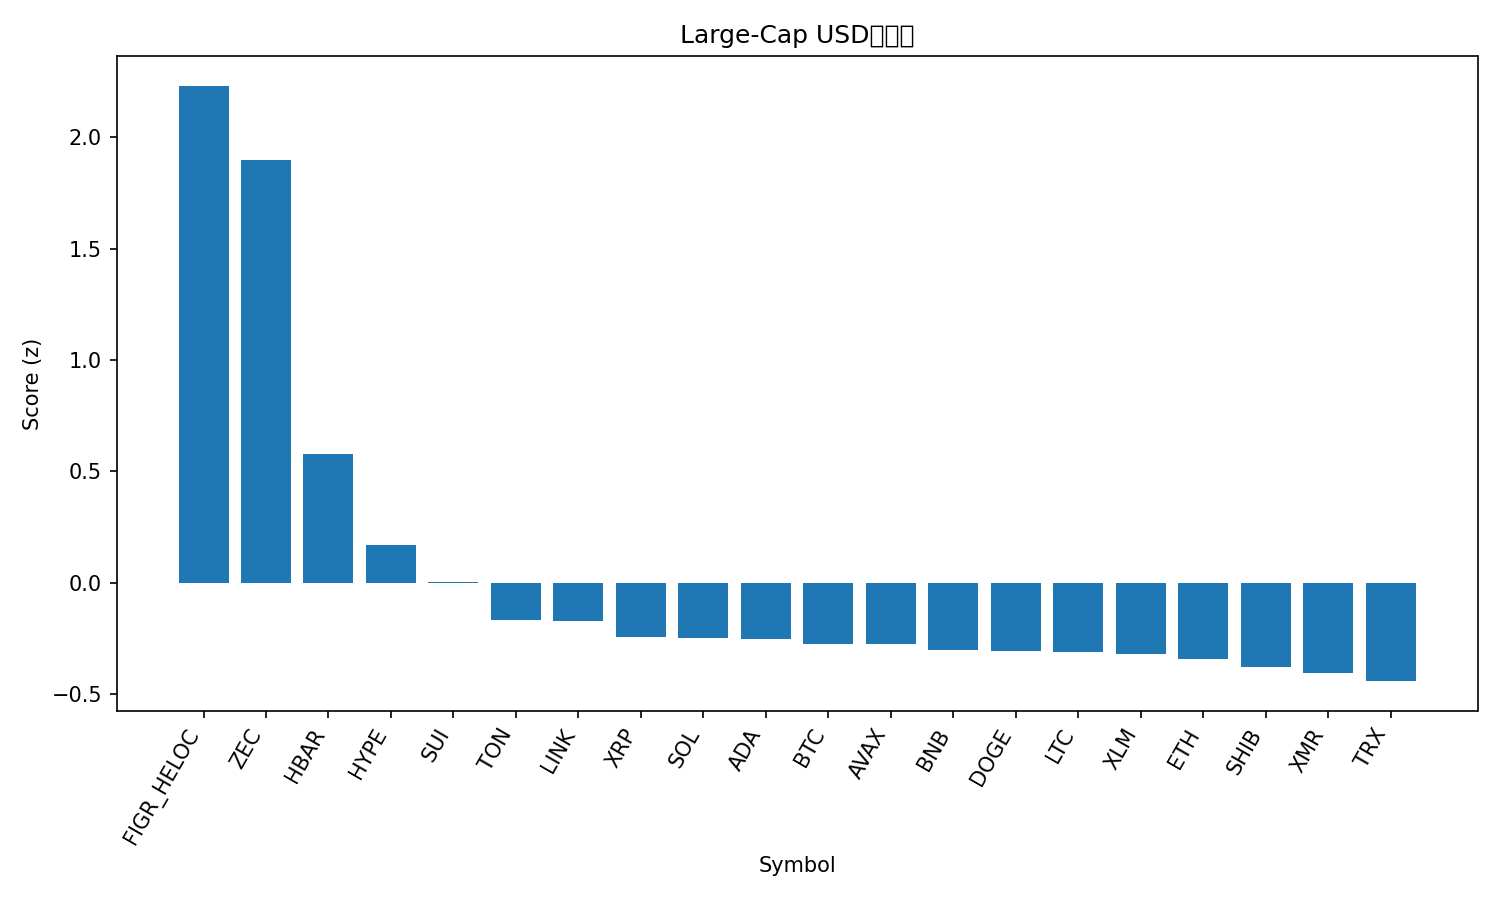 Large-Cap USD
Score (z)
2.0
1.5
1.0
0.5
0.0
−0.5
FIGR_HELOC
ZEC
HBAR
HYPE
SUI
TON
LINK
XRP
SOL
ADA
BTC
AVAX
BNB
DOGE
LTC
XLM
ETH
SHIB
XMR
TRX
Symbol